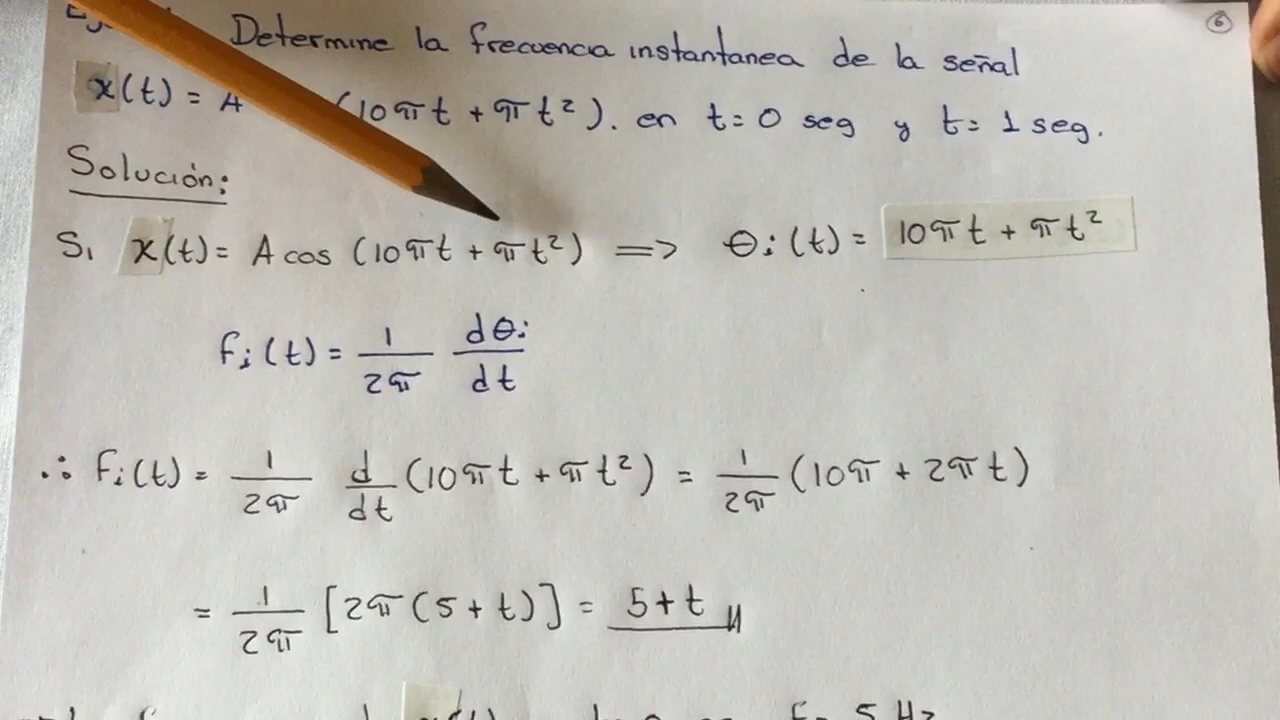 6
Determine la frecuencia instantanea de la señal
x(t) = A (10πt + πt²). en t = 0 seg y t = 1 seg.
Solución:
Si x(t) = A cos (10πt + πt²) ⟹ θi(t) = 10πt + πt²
fi(t) = 1/2π dθi/dt
∴ fi(t) = 1/2π d/dt (10πt + πt²) = 1/2π (10π + 2πt)
= 1/2π [2π(5 + t)] = 5 + t